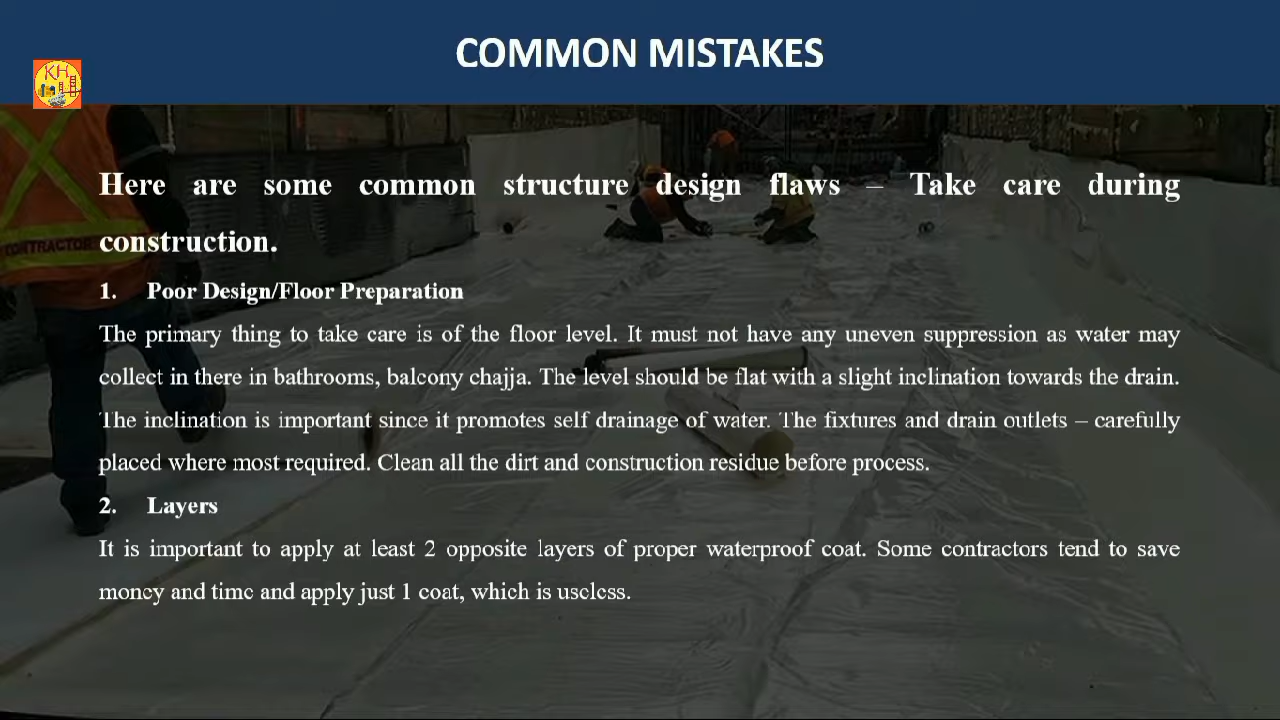 COMMON MISTAKES
KH
Here are some common structure design flaws – Take care during
construction.
CONTRACTOR
1. Poor Design/Floor Preparation
The primary thing to take care is of the floor level. It must not have any uneven suppression as water may
collect in there in bathrooms, balcony chajja. The level should be flat with a slight inclination towards the drain.
The inclination is important since it promotes self drainage of water. The fixtures and drain outlets – carefully
placed where most required. Clean all the dirt and construction residue before process.
2. Layers
It is important to apply at least 2 opposite layers of proper waterproof coat. Some contractors tend to save
money and time and apply just 1 coat, which is useless.